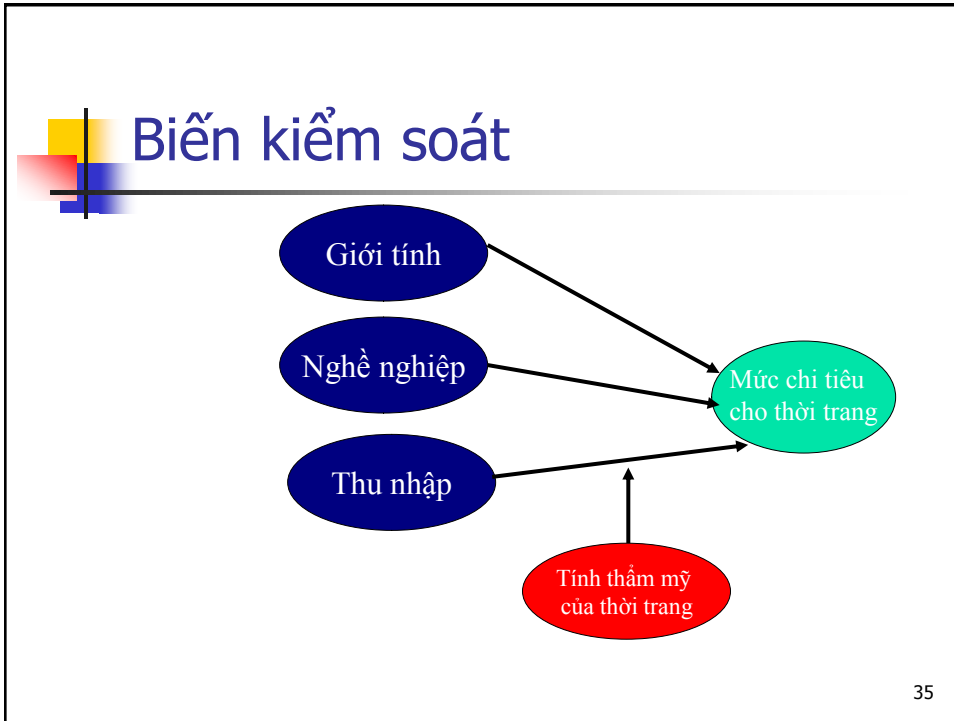 Biến kiểm soát
Giới tính
Nghề nghiệp
Mức chi tiêu
cho thời trang
Thu nhập
Tính thẩm mỹ
của thời trang
35